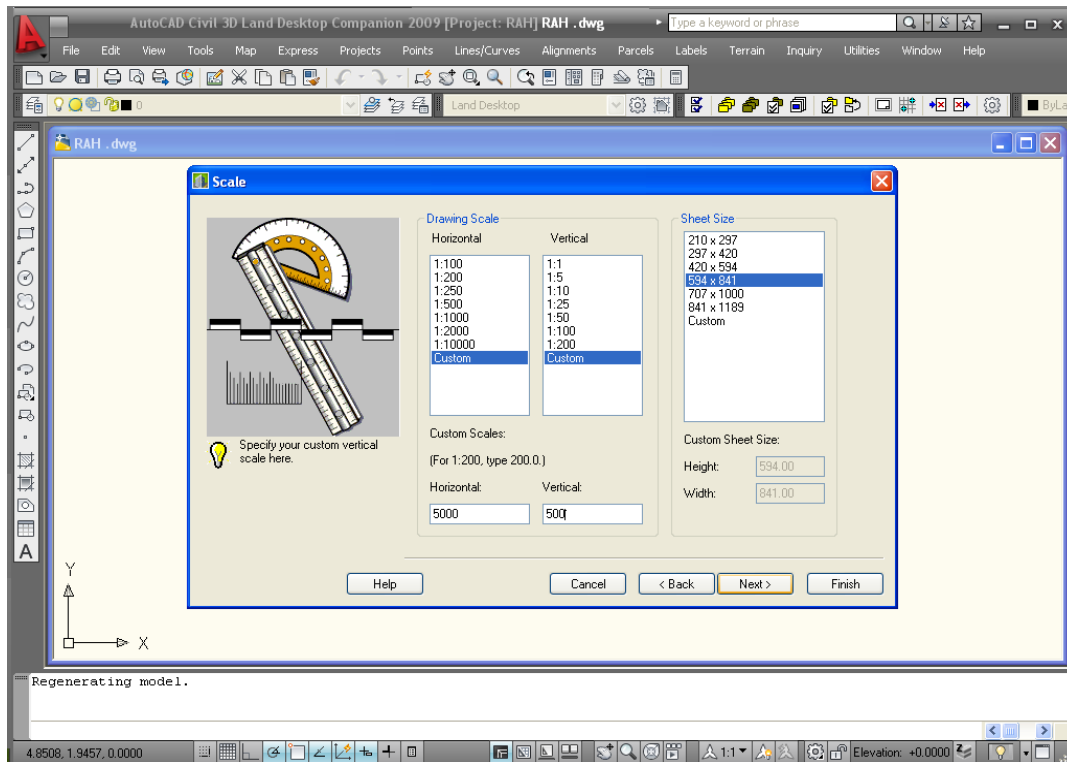 AutoCAD Civil 3D Land Desktop Companion 2009 [Project: RAH] RAH . dwg
Type a keyword or phrase
File Edit View Tools Map Express Projects Points Lines/Curves Alignments Parcels Labels Terrain Inquiry Utilities Window Help
0 Land Desktop ByLa
RAH . dwg
Scale
Drawing Scale
Horizontal Vertical
1:100 1:1
1:200 1:5
1:250 1:10
1:500 1:25
1:1000 1:50
1:2000 1:100
1:10000 1:200
Custom Custom
Specify your custom vertical
scale here.
Custom Scales:
(For 1:200, type 200.0.)
Horizontal: Vertical:
5000 500
Sheet Size
210 x 297
297 x 420
420 x 594
594 x 841
707 x 1000
841 x 1189
Custom
Custom Sheet Size:
Height: 594.00
Width: 841.00
Help Cancel < Back Next > Finish
A
Y
X
Regenerating model.
4.8508, 1.9457, 0.0000 1:1 Elevation: +0.0000